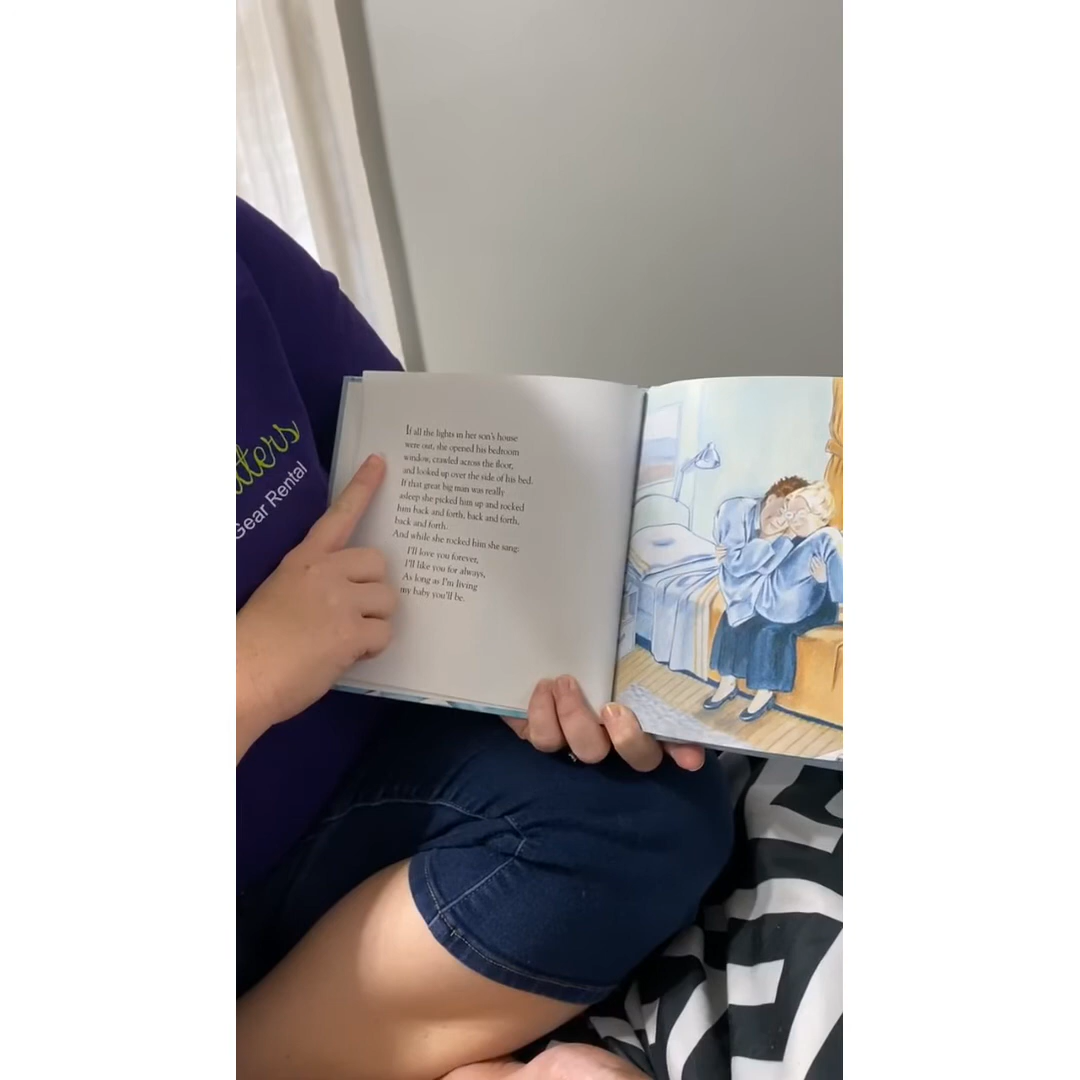 If all the lights in her son's house
were out, she opened his bedroom
window, crawled across the floor,
and looked up over the side of his bed.
If that great big man was really
asleep she picked him up and rocked
him back and forth, back and forth,
back and forth.
And while she rocked him she sang:
I'll love you forever,
I'll like you for always,
As long as I'm living
my baby you'll be.
tters
Gear Rental